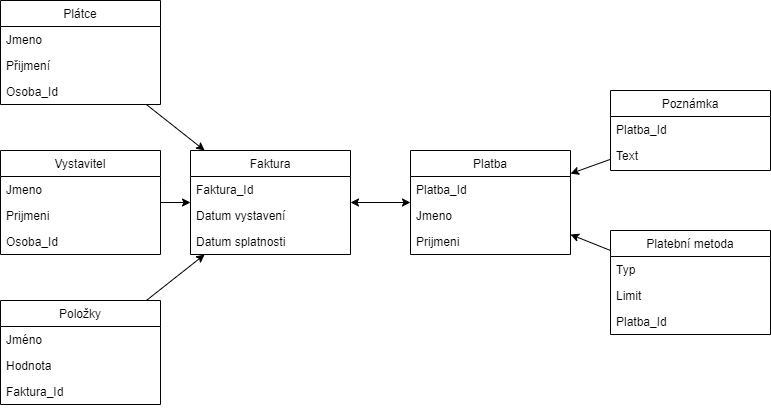 Plátce
Jmeno
Přijmení
Osoba_Id
Vystavitel
Jmeno
Prijmeni
Osoba_Id
Položky
Jméno
Hodnota
Faktura_Id
Faktura
Faktura_Id
Datum vystavení
Datum splatnosti
Platba
Platba_Id
Jmeno
Prijmeni
Poznámka
Platba_Id
Text
Platební metoda
Typ
Limit
Platba_Id